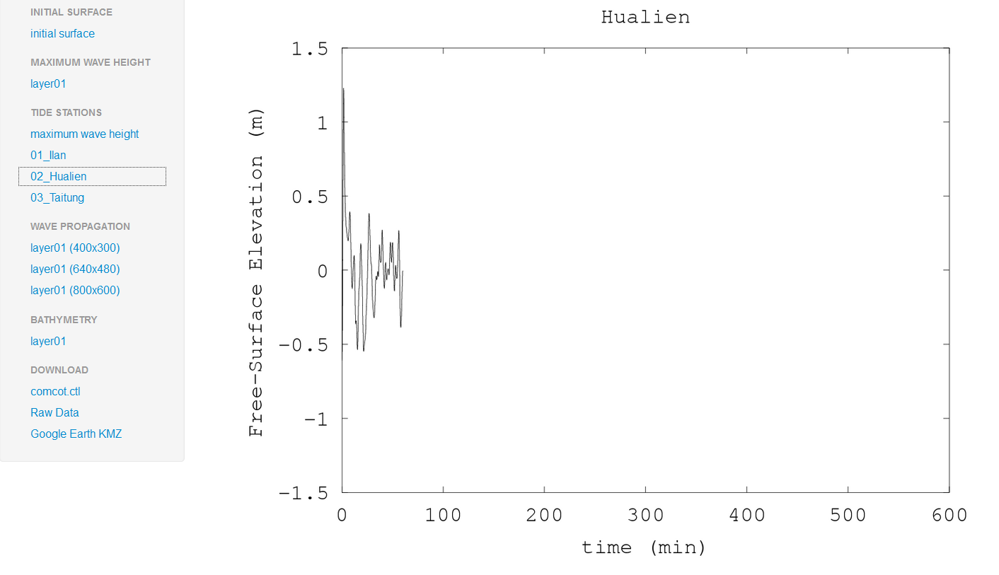 INITIAL SURFACE
initial surface
MAXIMUM WAVE HEIGHT
layer01
TIDE STATIONS
maximum wave height
01_Ilan
02_Hualien
03_Taitung
WAVE PROPAGATION
layer01 (400x300)
layer01 (640x480)
layer01 (800x600)
BATHYMETRY
layer01
DOWNLOAD
comcot.ctl
Raw Data
Google Earth KMZ
Hualien
Free-Surface Elevation (m)
1.5
1
0.5
0
-0.5
-1
-1.5
0 100 200 300 400 500 600
time (min)